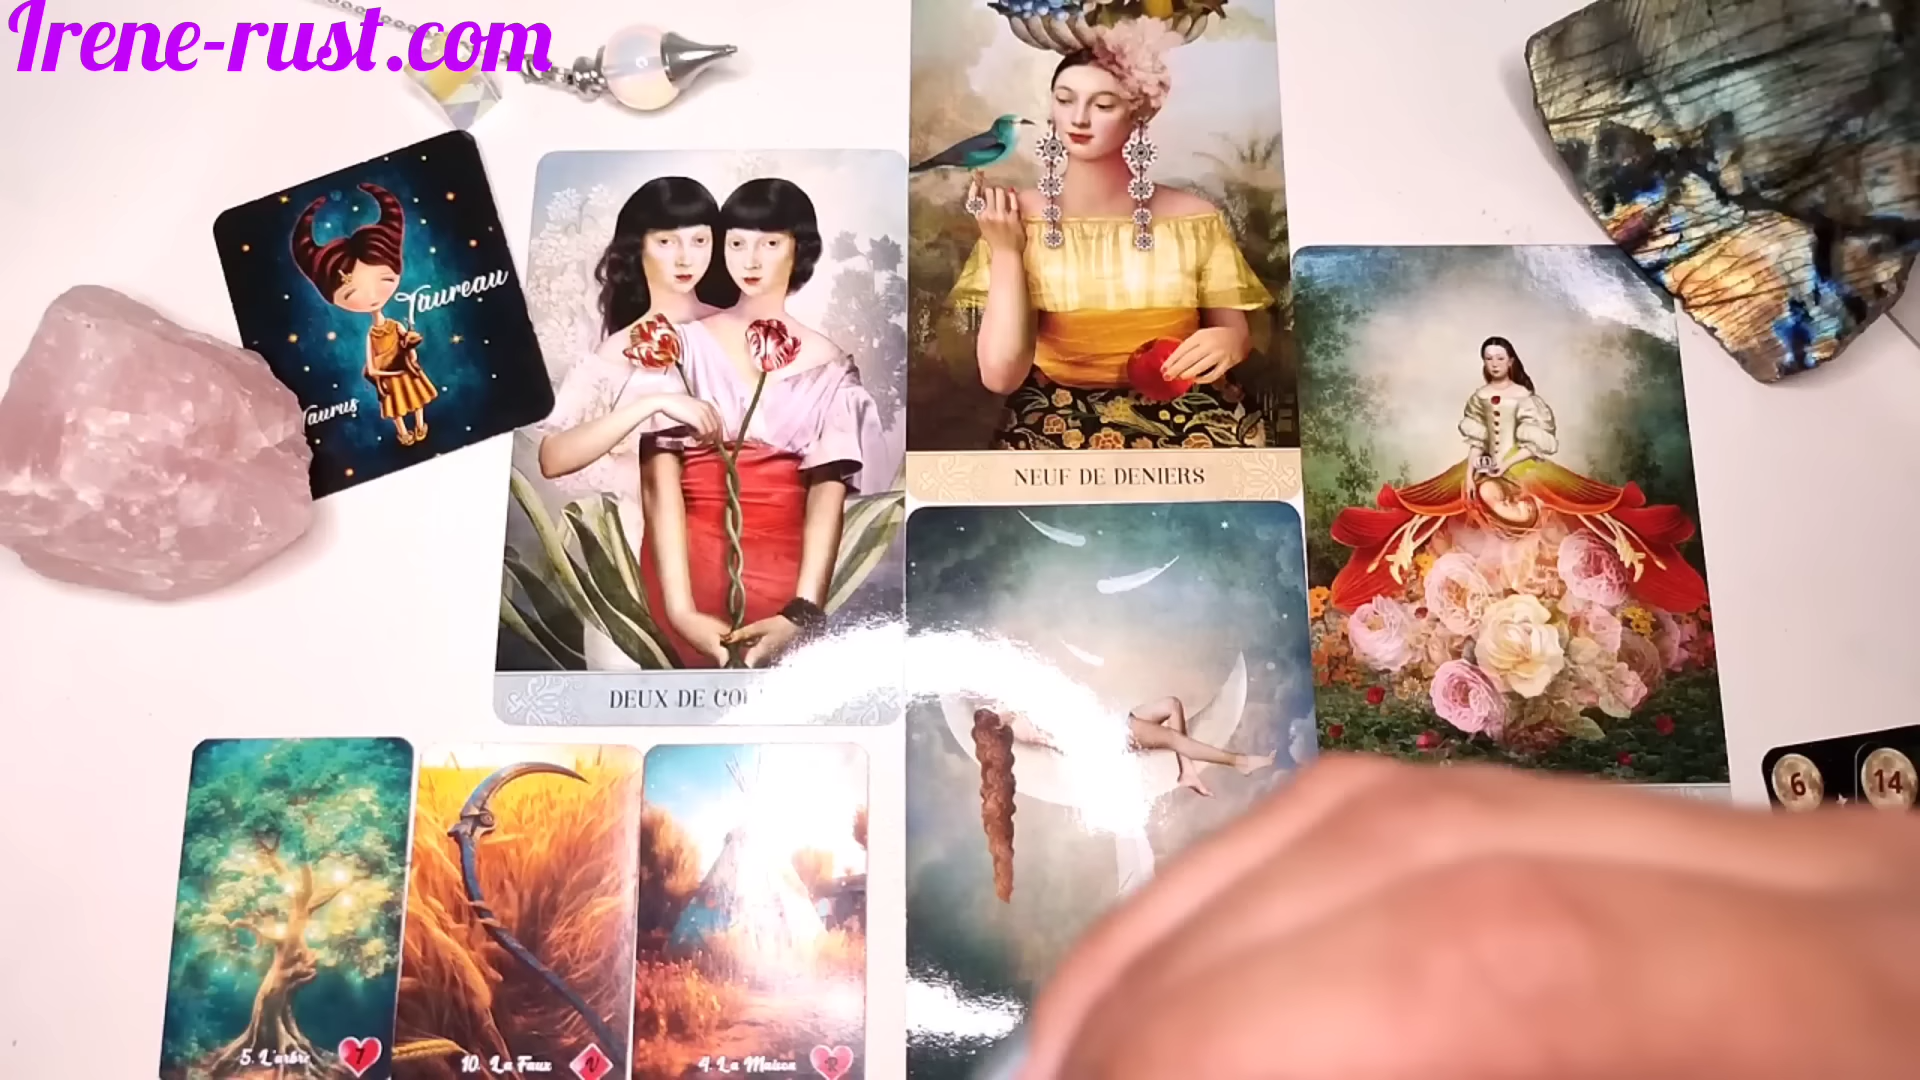 Irene-rust.com
Taureau
Taurus
NEUF DE DENIERS
DEUX DE
6
14
5. L'arbre
7
10. La Faux
V
4. La Maison
R